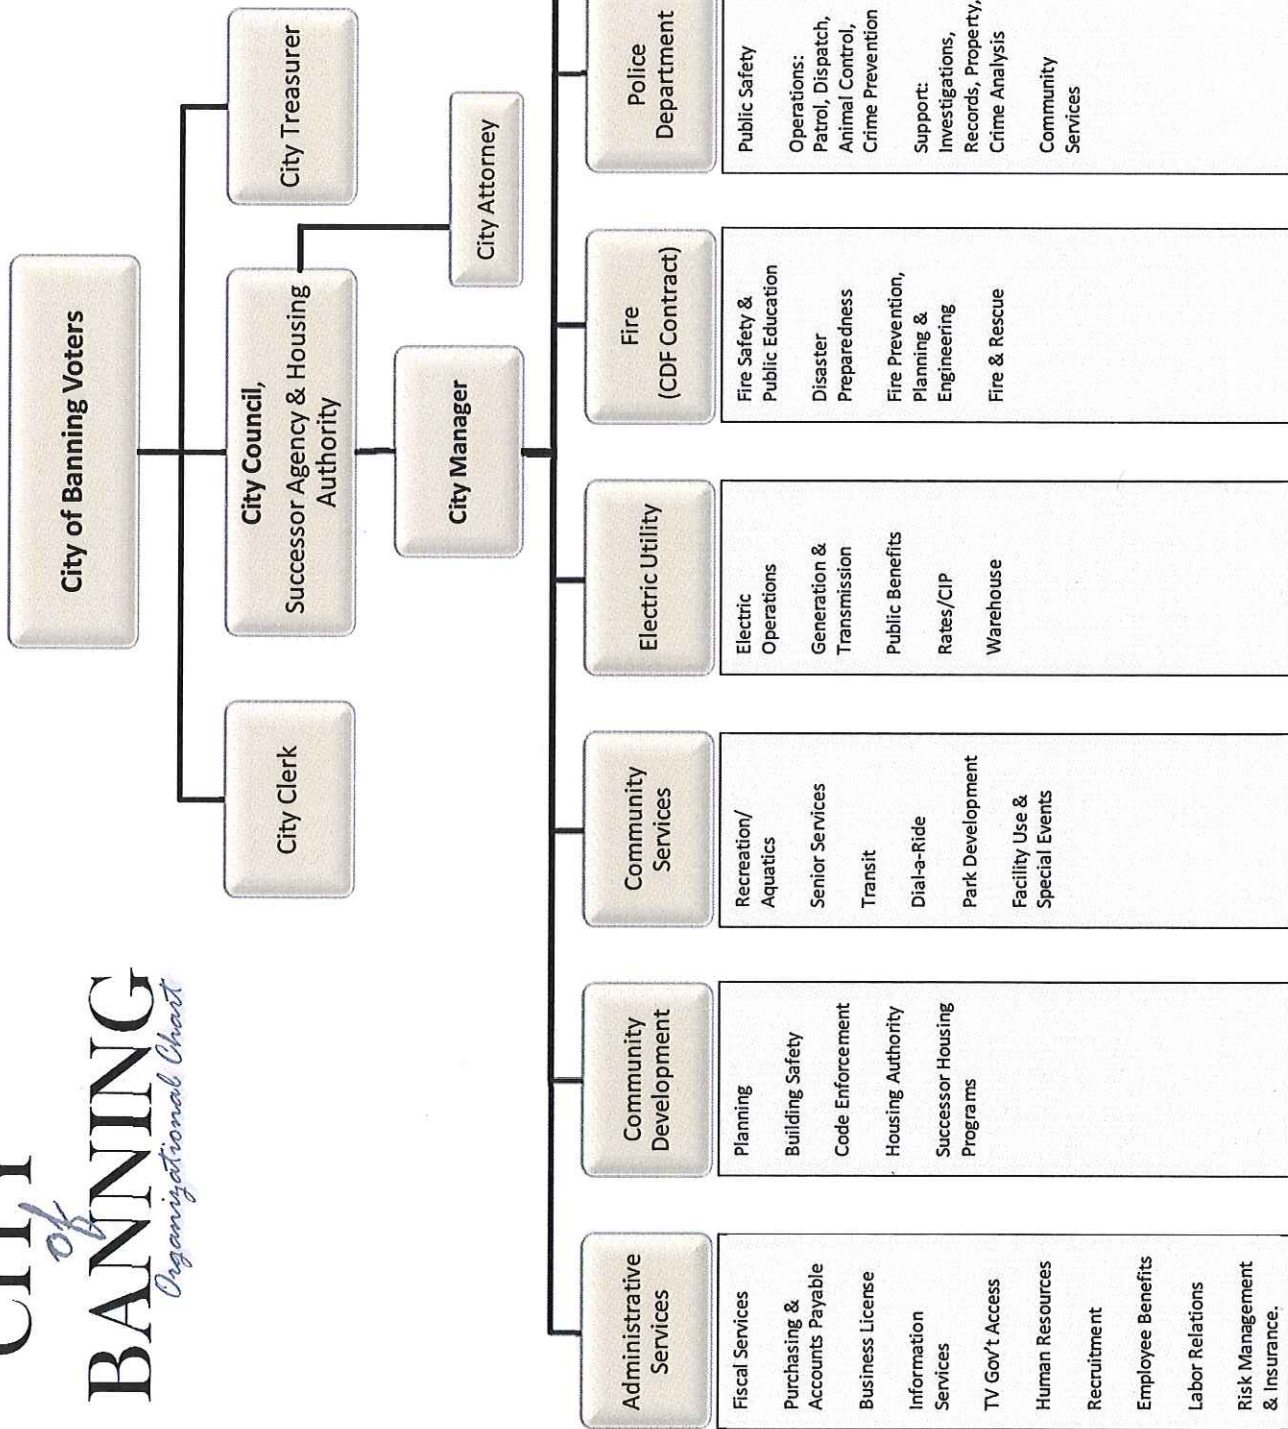 CITY
of
BANNING
Organizational Chart
City of Banning Voters
City Clerk
City Council,
Successor Agency & Housing
Authority
City Treasurer
City Manager
City Attorney
Administrative
Services
Fiscal Services
Purchasing &
Accounts Payable
Business License
Information
Services
TV Gov't Access
Human Resources
Recruitment
Employee Benefits
Labor Relations
Risk Management
& Insurance.
Community
Development
Planning
Building Safety
Code Enforcement
Housing Authority
Successor Housing
Programs
Community
Services
Recreation/
Aquatics
Senior Services
Transit
Dial-a-Ride
Park Development
Facility Use &
Special Events
Electric Utility
Electric
Operations
Generation &
Transmission
Public Benefits
Rates/CIP
Warehouse
Fire
(CDF Contract)
Fire Safety &
Public Education
Disaster
Preparedness
Fire Prevention,
Planning &
Engineering
Fire & Rescue
Police
Department
Public Safety
Operations:
Patrol, Dispatch,
Animal Control,
Crime Prevention
Support:
Investigations,
Records, Property,
Crime Analysis
Community
Services